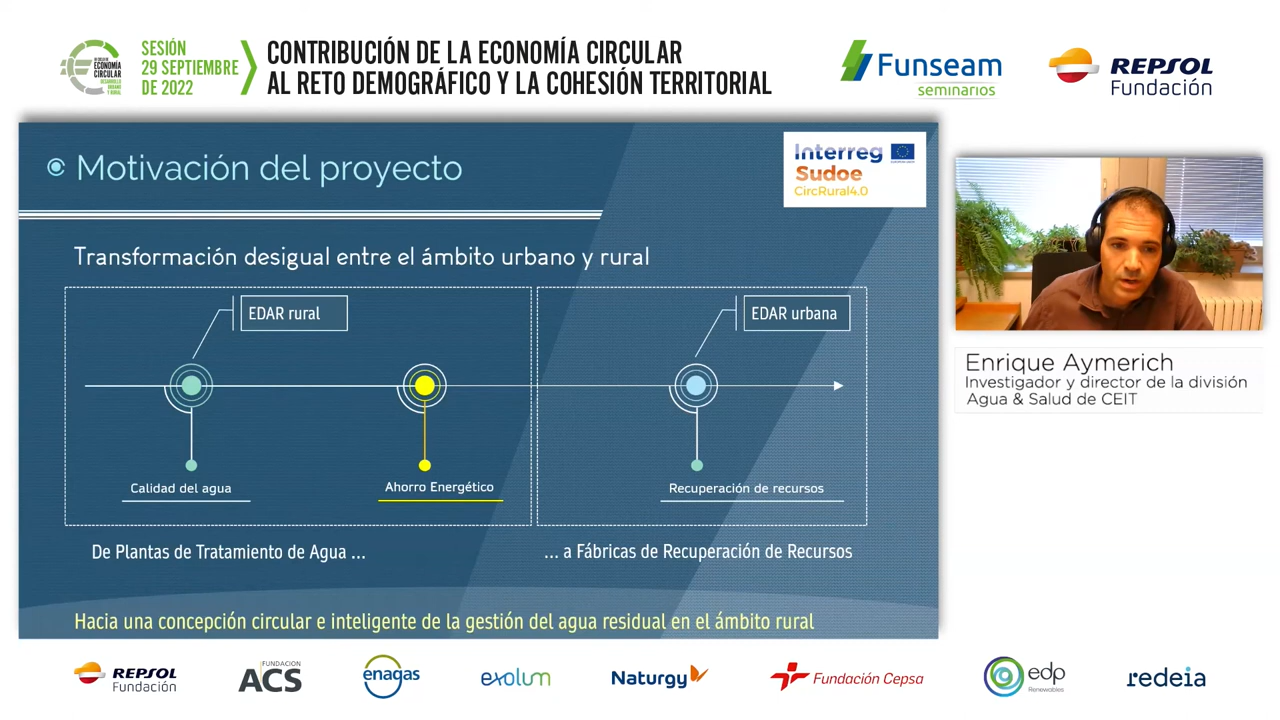 SESIÓN
29 SEPTIEMBRE
DE 2022
ECONOMÍA
CIRCULAR
CONTRIBUCIÓN DE LA ECONOMÍA CIRCULAR
AL RETO DEMOGRÁFICO Y LA COHESIÓN TERRITORIAL
Funseam
seminarios
REPSOL
Fundación
Motivación del proyecto
Interreg
Sudoe
CircRural4.0
Transformación desigual entre el ámbito urbano y rural
EDAR rural
EDAR urbana
Calidad del agua
Ahorro Energético
Recuperación de recursos
De Plantas de Tratamiento de Agua ...
... a Fábricas de Recuperación de Recursos
Hacia una concepción circular e inteligente de la gestión del agua residual en el ámbito rural
Enrique Aymerich
Investigador y director de la división
Agua & Salud de CEIT
REPSOL
Fundación
FUNDACION
ACS
enagas
exolum
Naturgy
Fundación Cepsa
edp
Renewables
redeia